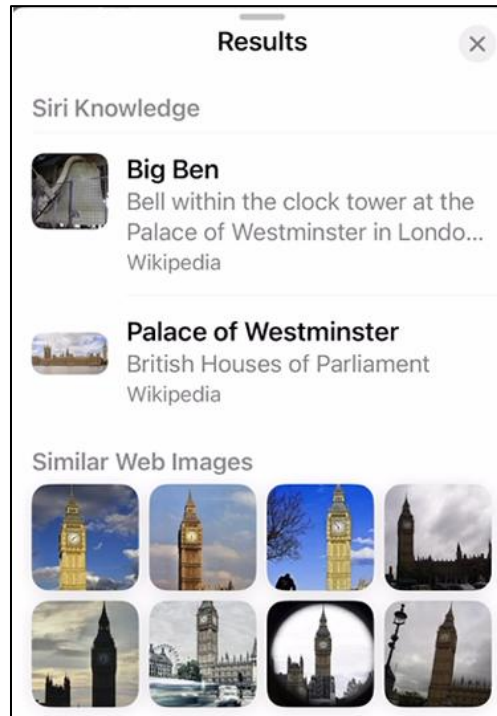 Results
Siri Knowledge
Big Ben
Bell within the clock tower at the
Palace of Westminster in Londo...
Wikipedia
Palace of Westminster
British Houses of Parliament
Wikipedia
Similar Web Images